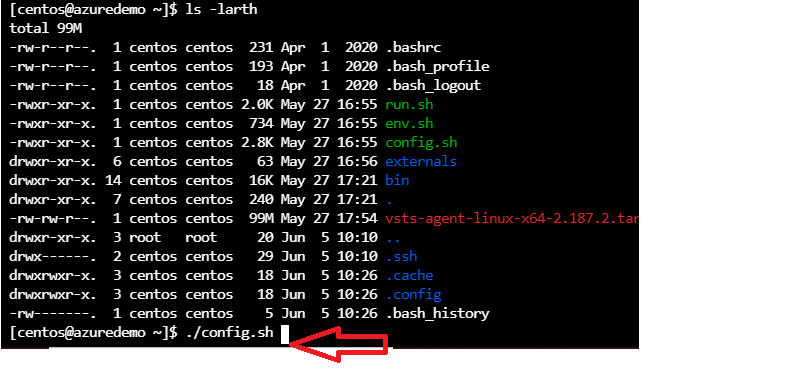 [centos@azuredemo ~]$ ls -larth
total 99M
-rw-r--r--.  1 centos centos  231 Apr  1  2020 .bashrc
-rw-r--r--.  1 centos centos  193 Apr  1  2020 .bash_profile
-rw-r--r--.  1 centos centos   18 Apr  1  2020 .bash_logout
-rwxr-xr-x.  1 centos centos 2.0K May 27 16:55 run.sh
-rwxr-xr-x.  1 centos centos  734 May 27 16:55 env.sh
-rwxr-xr-x.  1 centos centos 2.8K May 27 16:55 config.sh
drwxr-xr-x.  6 centos centos   63 May 27 16:56 externals
drwxr-xr-x. 14 centos centos  16K May 27 17:21 bin
drwxr-xr-x.  7 centos centos  240 May 27 17:21 .
-rw-rw-r--.  1 centos centos  99M May 27 17:54 vsts-agent-linux-x64-2.187.2.tar
drwxr-xr-x.  3 root   root     20 Jun  5 10:10 ..
drwx------.  2 centos centos   29 Jun  5 10:10 .ssh
drwxrwxr-x.  3 centos centos   18 Jun  5 10:26 .cache
drwxrwxr-x.  3 centos centos   18 Jun  5 10:26 .config
-rw-------.  1 centos centos    5 Jun  5 10:26 .bash_history
[centos@azuredemo ~]$ ./config.sh